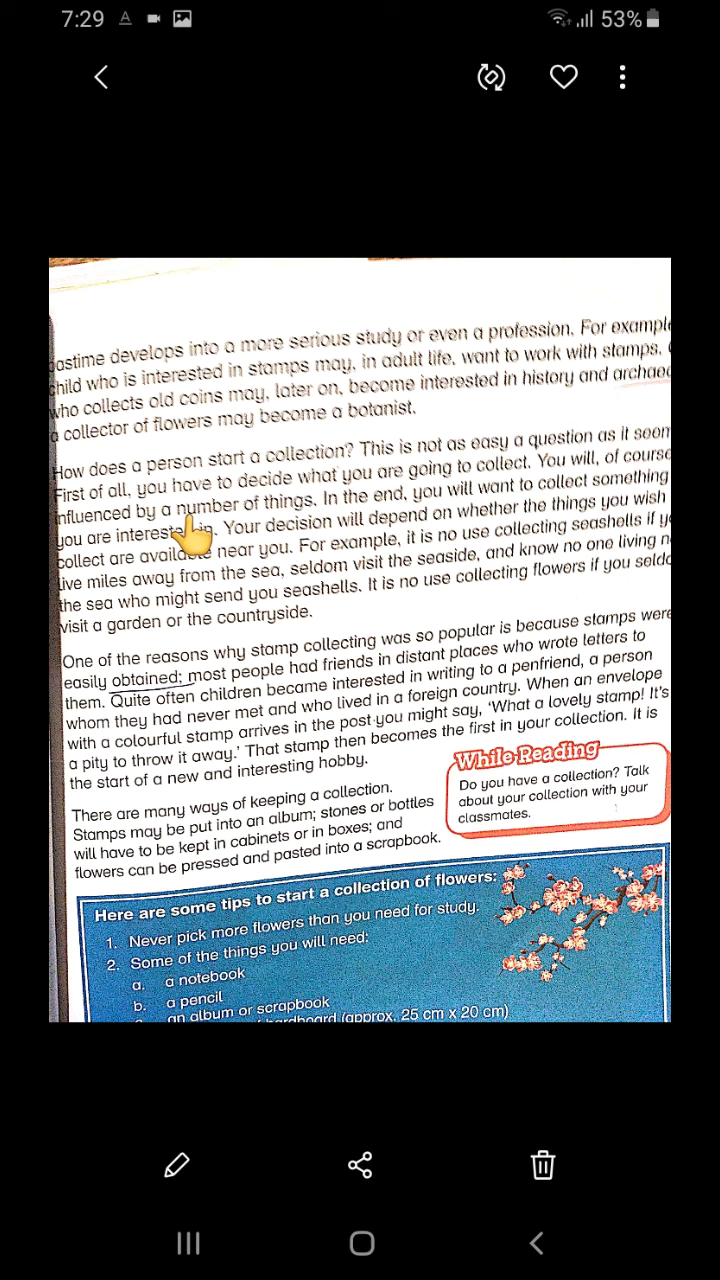 7:29 A 53%
pastime develops into a more serious study or even a profession. For example
child who is interested in stamps may, in adult life, want to work with stamps,
who collects old coins may, later on, become interested in history and archaeo
a collector of flowers may become a botanist.
How does a person start a collection? This is not as easy a question as it seem
First of all, you have to decide what you are going to collect. You will, of course
influenced by a number of things. In the end, you will want to collect something
you are interested in. Your decision will depend on whether the things you wish
collect are available near you. For example, it is no use collecting seashells if y
live miles away from the sea, seldom visit the seaside, and know no one living n
the sea who might send you seashells. It is no use collecting flowers if you seldo
visit a garden or the countryside.
One of the reasons why stamp collecting was so popular is because stamps were
easily obtained; most people had friends in distant places who wrote letters to
them. Quite often children became interested in writing to a penfriend, a person
whom they had never met and who lived in a foreign country. When an envelope
with a colourful stamp arrives in the post you might say, ‘What a lovely stamp! It's
a pity to throw it away.’ That stamp then becomes the first in your collection. It is
the start of a new and interesting hobby.
There are many ways of keeping a collection.
Stamps may be put into an album; stones or bottles
will have to be kept in cabinets or in boxes; and
flowers can be pressed and pasted into a scrapbook.
While Reading
Do you have a collection? Talk
about your collection with your
classmates.
Here are some tips to start a collection of flowers:
1. Never pick more flowers than you need for study.
2. Some of the things you will need:
a. a notebook
b. a pencil
an album or scrapbook
hardboard (approx. 25 cm x 20 cm)